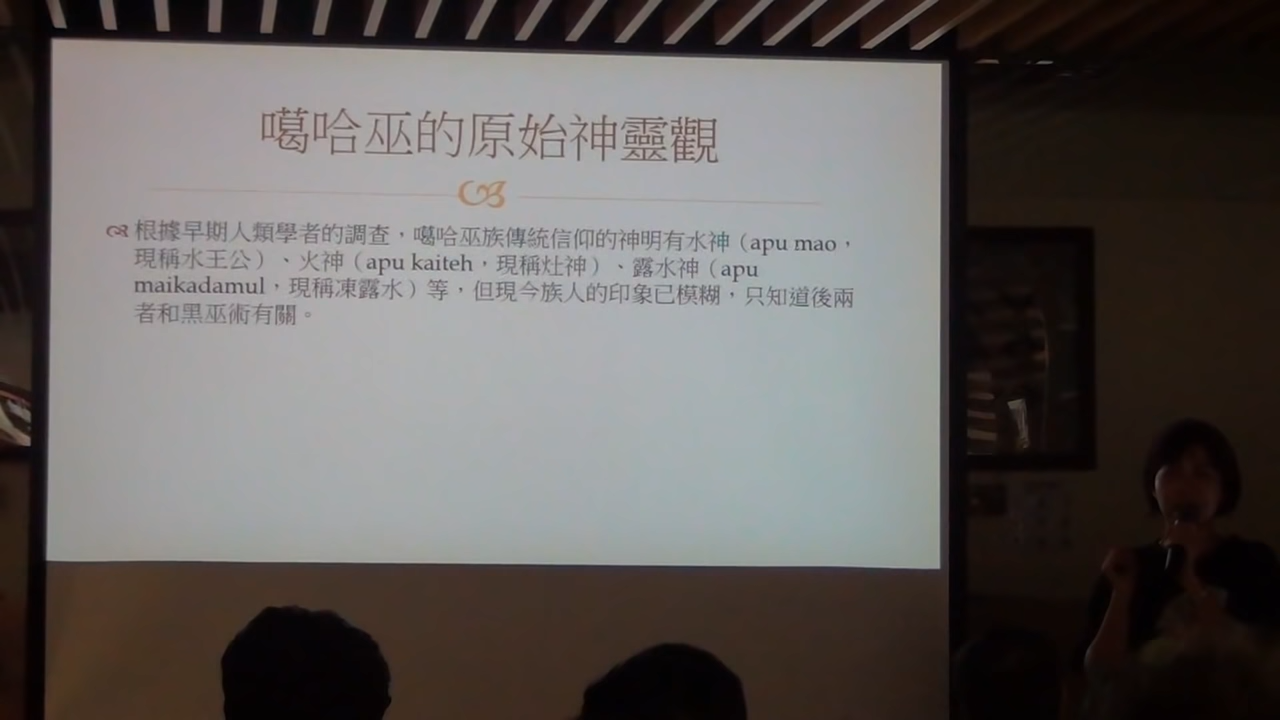 噶哈巫的原始神靈觀
根據早期人類學者的調查，噶哈巫族傳統信仰的神明有水神（apu mao，
現稱水王公）、火神（apu kaiteh，現稱灶神）、露水神（apu
maikadamul，現稱凍露水）等，但現今族人的印象已模糊，只知道後兩
者和黑巫術有關。